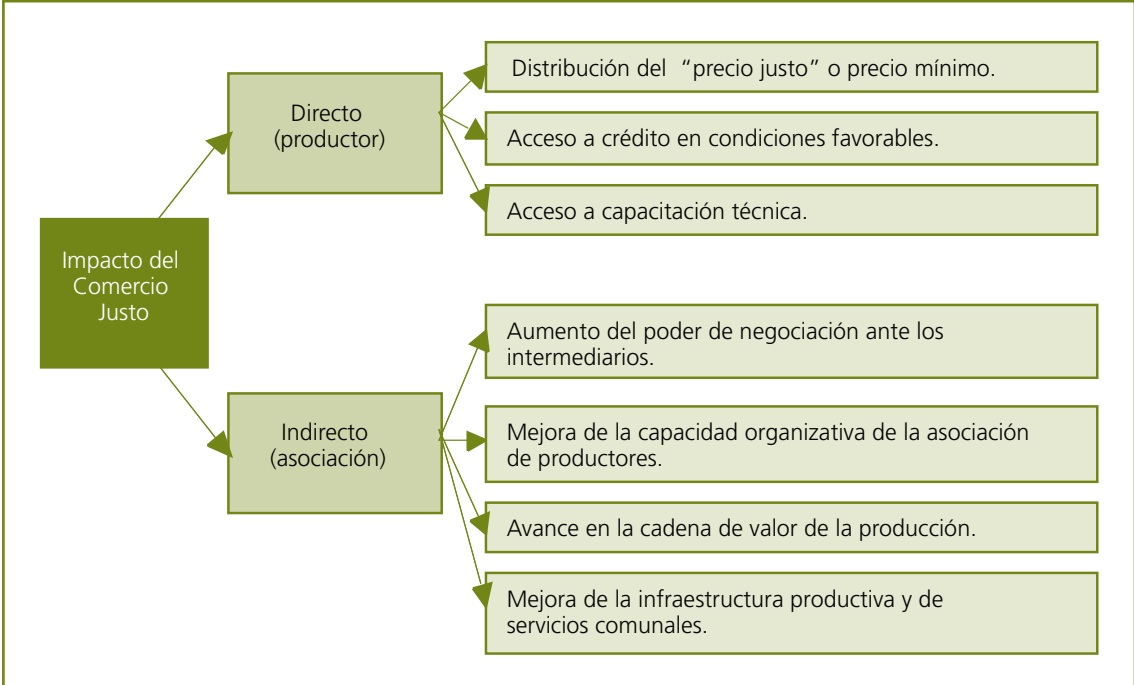 Impacto del
Comercio
Justo
Directo
(productor)
Distribución del “precio justo” o precio mínimo.
Acceso a crédito en condiciones favorables.
Acceso a capacitación técnica.
Indirecto
(asociación)
Aumento del poder de negociación ante los
intermediarios.
Mejora de la capacidad organizativa de la asociación
de productores.
Avance en la cadena de valor de la producción.
Mejora de la infraestructura productiva y de
servicios comunales.